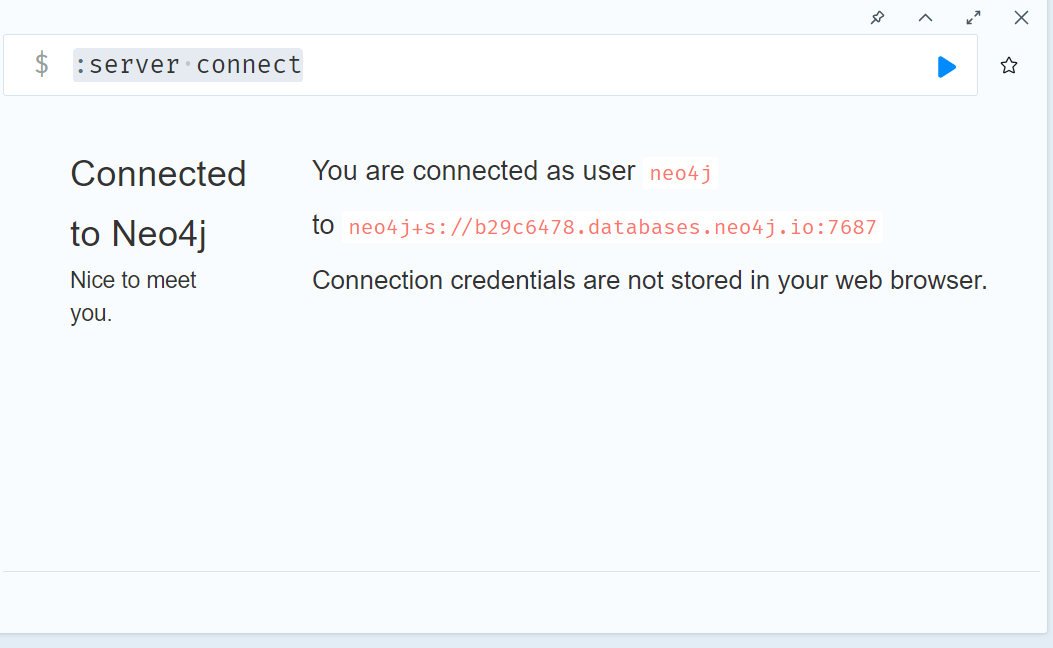 $ :server connect
Connected
to Neo4j
Nice to meet
you.
You are connected as user neo4j
to neo4j+s://b29c6478.databases.neo4j.io:7687
Connection credentials are not stored in your web browser.